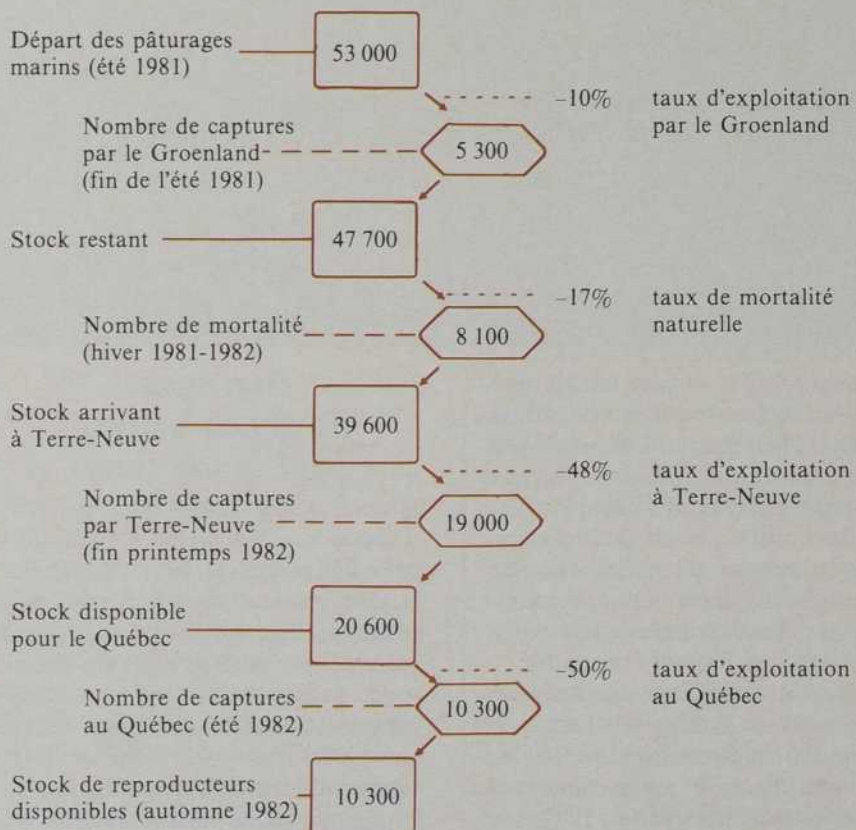 Départ des pâturages
marins (été 1981)
53 000
–10% taux d'exploitation
par le Groenland
Nombre de captures
par le Groenland
(fin de l'été 1981)
5 300
Stock restant
47 700
–17% taux de mortalité
naturelle
Nombre de mortalité
(hiver 1981-1982)
8 100
Stock arrivant
à Terre-Neuve
39 600
–48% taux d'exploitation
à Terre-Neuve
Nombre de captures
par Terre-Neuve
(fin printemps 1982)
19 000
Stock disponible
pour le Québec
20 600
–50% taux d'exploitation
au Québec
Nombre de captures
au Québec (été 1982)
10 300
Stock de reproducteurs
disponibles (automne 1982)
10 300